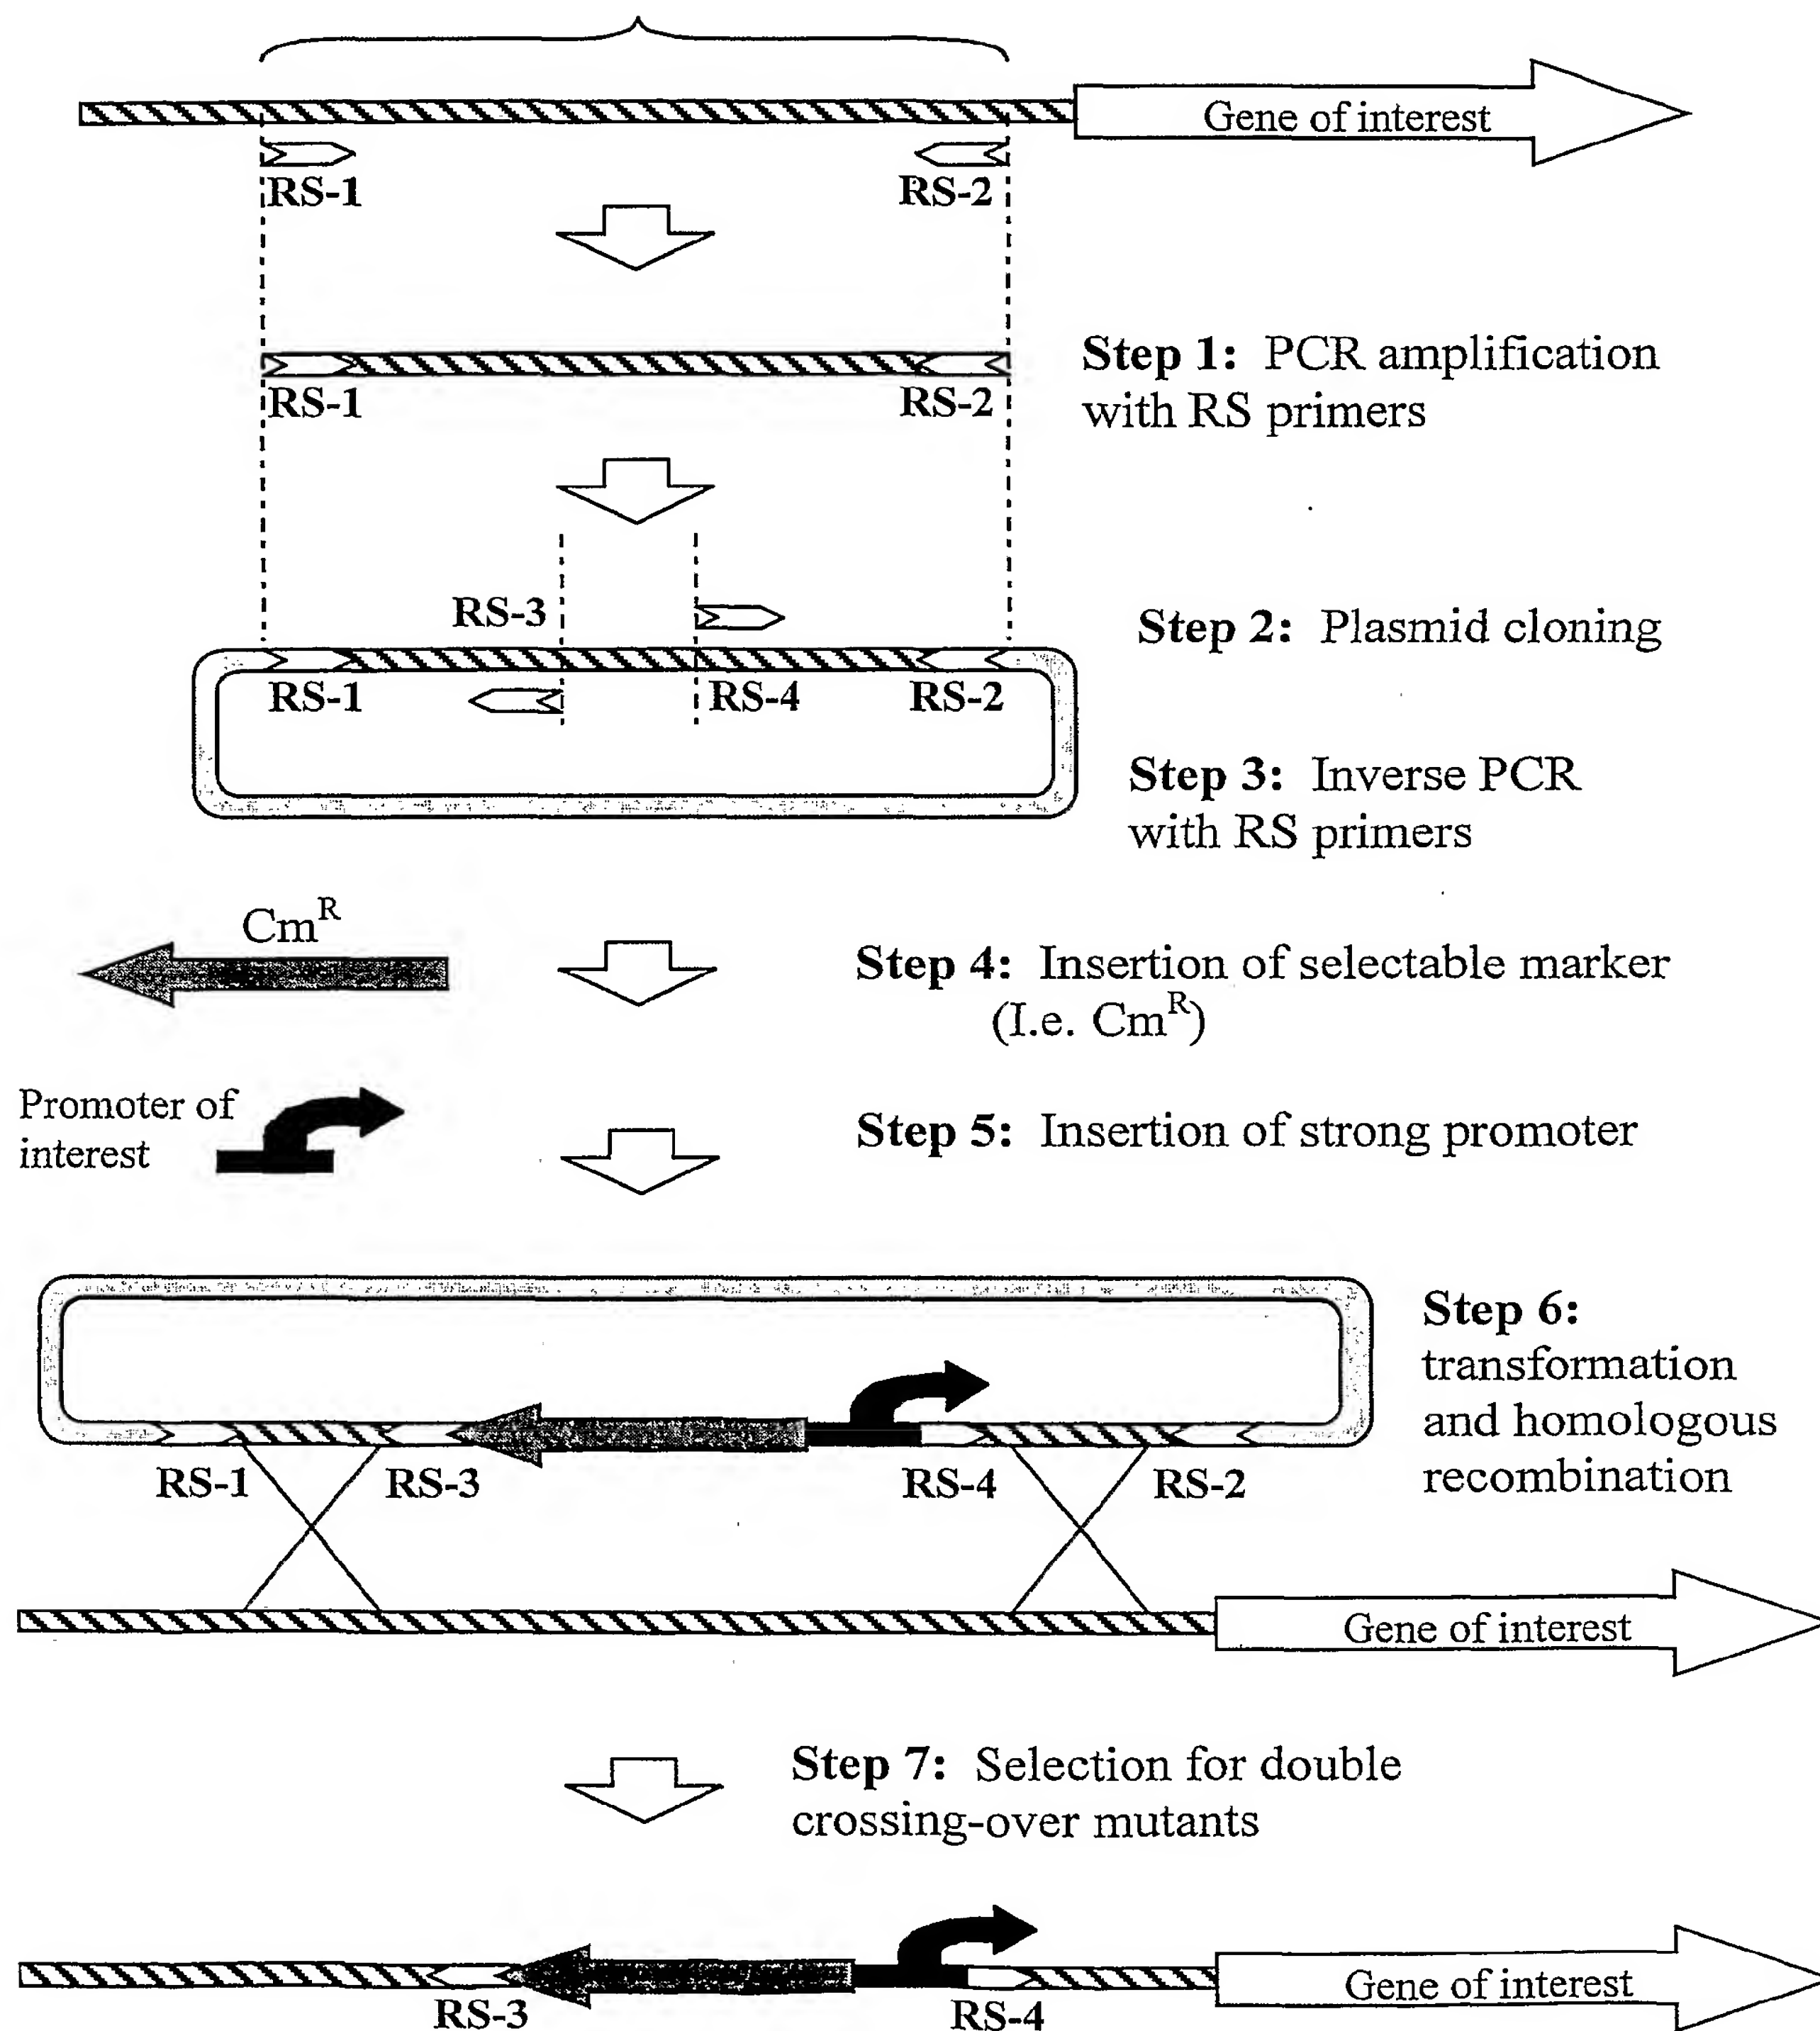 Gene of interest
RS-1
RS-2
RS-1
RS-2
Step 1: PCR amplification
with RS primers
RS-3
Step 2: Plasmid cloning
RS-1
RS-4
RS-2
Step 3: Inverse PCR
with RS primers
CmR
Step 4: Insertion of selectable marker
(I.e. CmR)
Promoter of
interest
Step 5: Insertion of strong promoter
Step 6:
transformation
and homologous
recombination
RS-1
RS-3
RS-4
RS-2
Gene of interest
Step 7: Selection for double
crossing-over mutants
Gene of interest
RS-3
RS-4